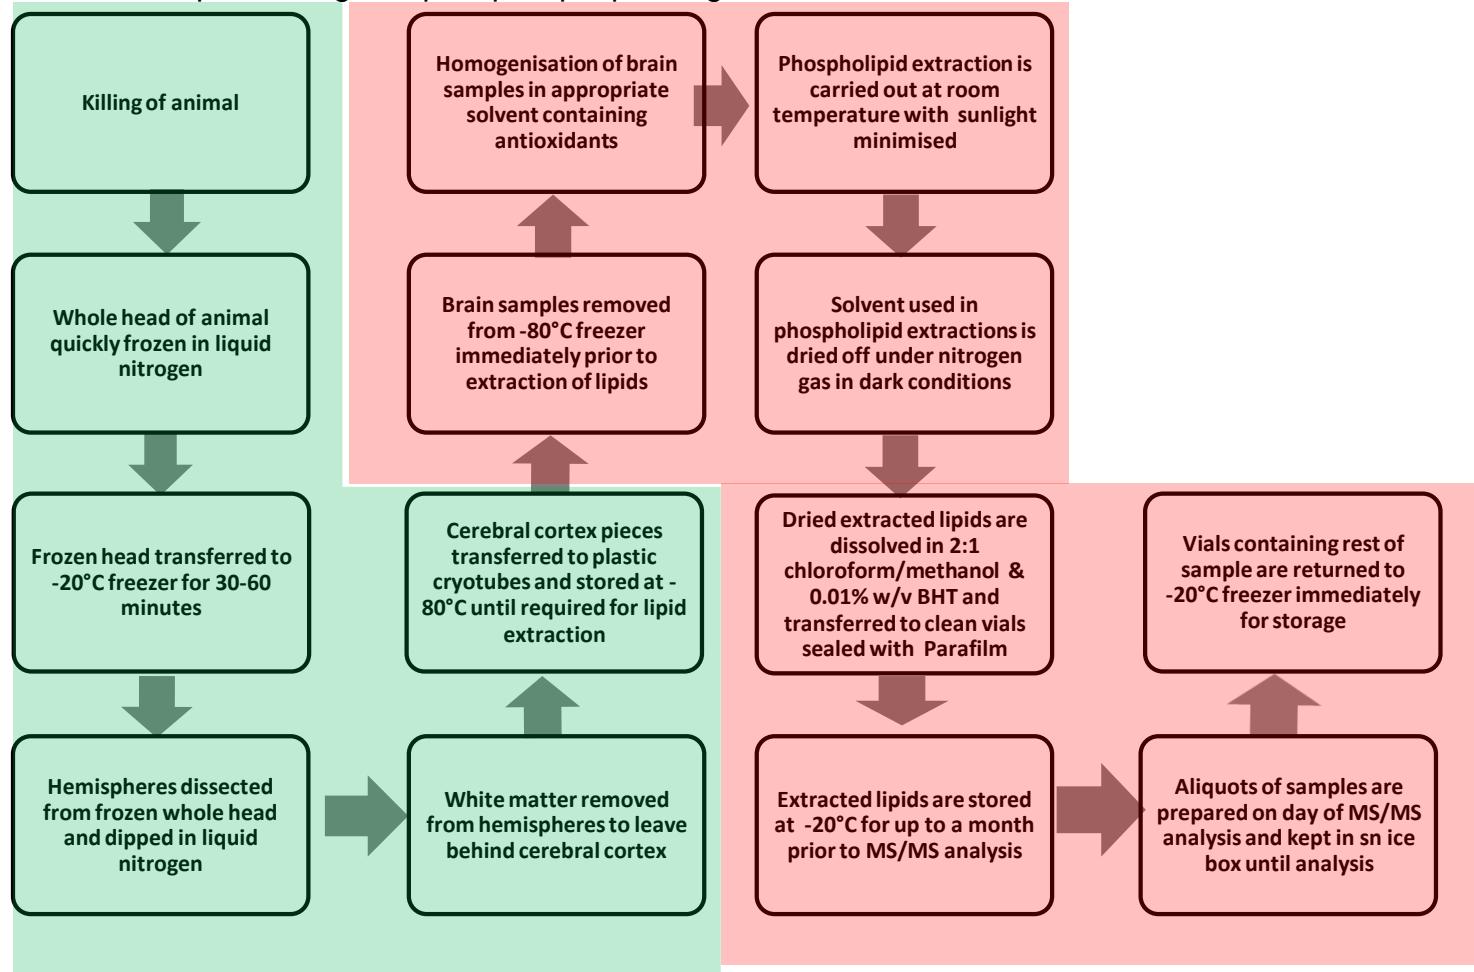 Killing of animal
Whole head of animal
quickly frozen in liquid
nitrogen
Frozen head transferred to
-20°C freezer for 30-60
minutes
Hemispheres dissected
from frozen whole head
and dipped in liquid
nitrogen
White matter removed
from hemispheres to leave
behind cerebral cortex
Cerebral cortex pieces
transferred to plastic
cryotubes and stored at -
80°C until required for lipid
extraction
Brain samples removed
from -80°C freezer
immediately prior to
extraction of lipids
Homogenisation of brain
samples in appropriate
solvent containing
antioxidants
Phospholipid extraction is
carried out at room
temperature with sunlight
minimised
Solvent used in
phospholipid extractions is
dried off under nitrogen
gas in dark conditions
Dried extracted lipids are
dissolved in 2:1
chloroform/methanol &
0.01% w/v BHT and
transferred to clean vials
sealed with Parafilm
Extracted lipids are stored
at -20°C for up to a month
prior to MS/MS analysis
Aliquots of samples are
prepared on day of MS/MS
analysis and kept in sn ice
box until analysis
Vials containing rest of
sample are returned to
-20°C freezer immediately
for storage